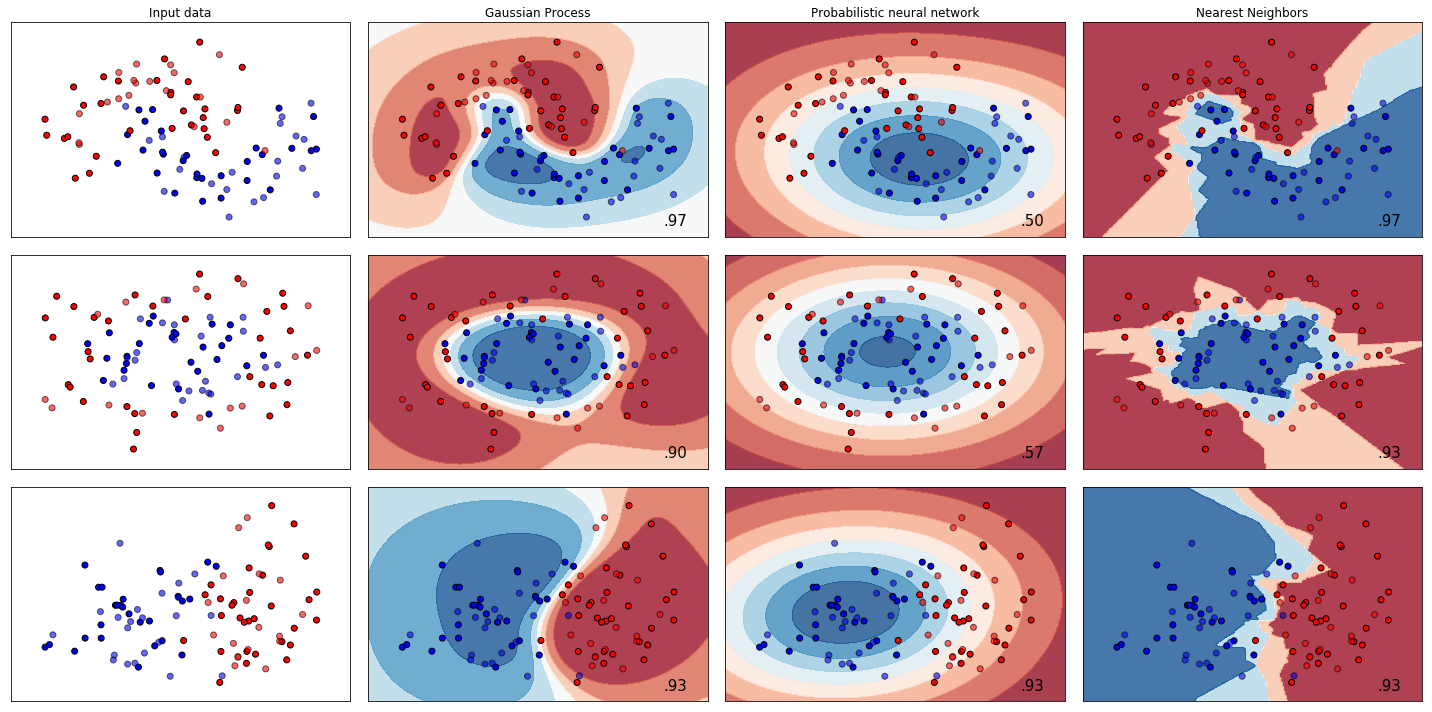 Input data
Gaussian Process
Probabilistic neural network
Nearest Neighbors
.97
.50
.97
.90
.57
.93
.93
.93
.93